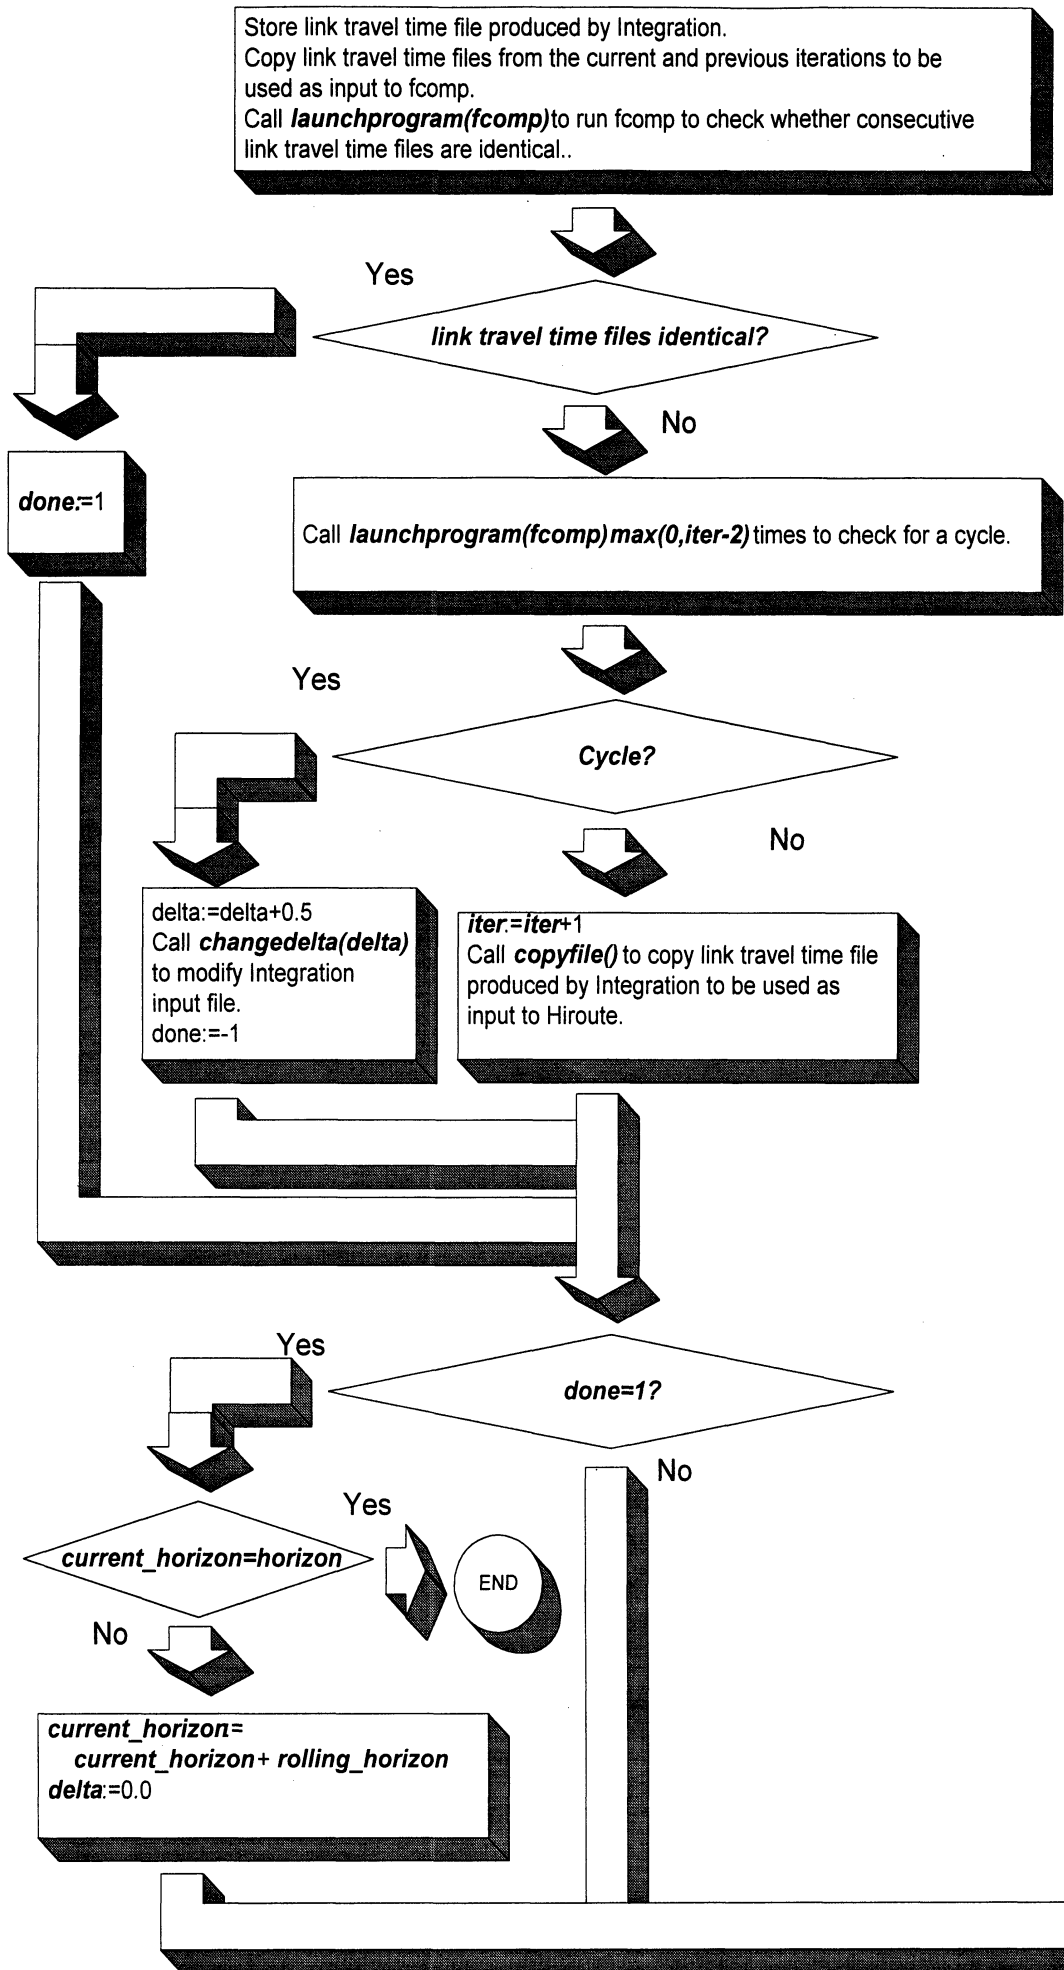 Store link travel time file produced by Integration.
Copy link travel time files from the current and previous iterations to be
used as input to fcomp.
Call launchprogram(fcomp)to run fcomp to check whether consecutive
link travel time files are identical..
Yes
link travel time files identical?
No
done:=1
Call launchprogram(fcomp)max(0,iter-2)times to check for a cycle.
Yes
Cycle?
No
delta:=delta+0.5
Call changedelta(delta)
to modify Integration
input file.
done:=-1
iter:=iter+1
Call copyfile() to copy link travel time file
produced by Integration to be used as
input to Hiroute.
Yes
done=1?
No
Yes
current_horizon=horizon
END
No
current_horizon=
current_horizon+ rolling_horizon
delta:=0.0